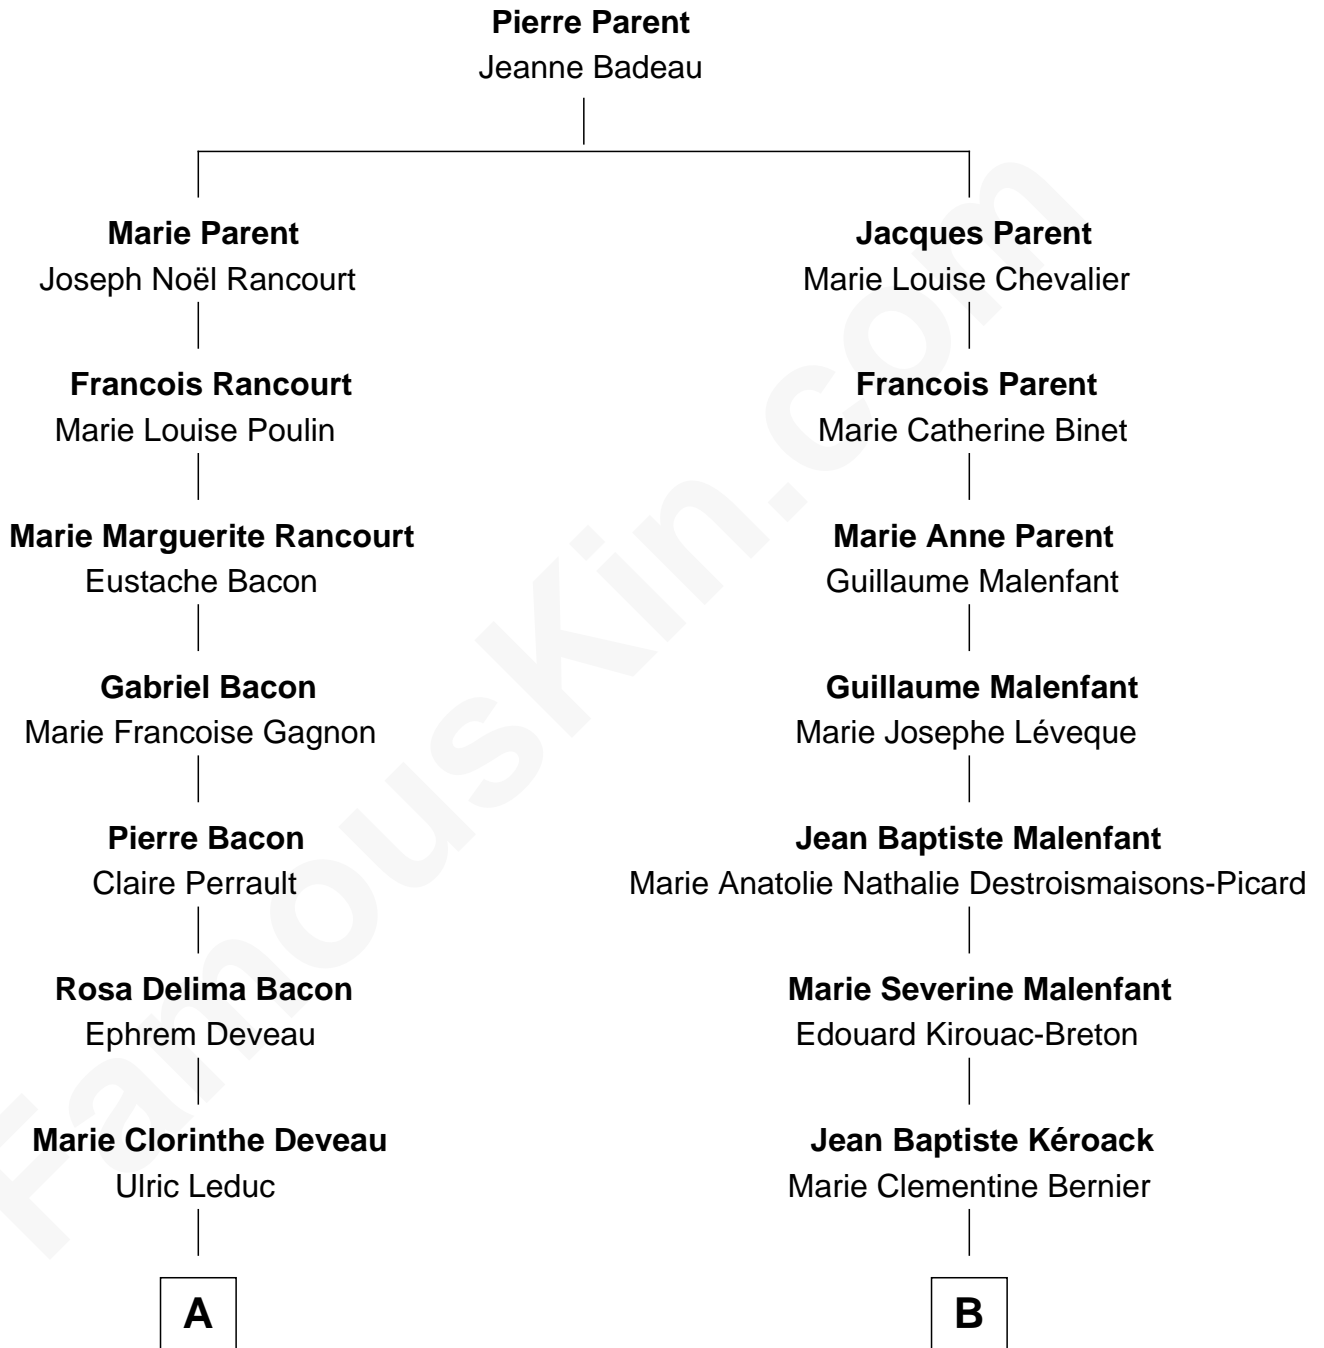 Pierre Parent
Jeanne Badeau
Marie Parent
Joseph Noël Rancourt
Jacques Parent
Marie Louise Chevalier
Francois Rancourt
Marie Louise Poulin
Francois Parent
Marie Catherine Binet
Marie Marguerite Rancourt
Eustache Bacon
Marie Anne Parent
Guillaume Malenfant
Gabriel Bacon
Marie Francoise Gagnon
Guillaume Malenfant
Marie Josephe Léveque
Pierre Bacon
Claire Perrault
Jean Baptiste Malenfant
Marie Anatolie Nathalie Destroismaisons-Picard
Rosa Delima Bacon
Ephrem Deveau
Marie Severine Malenfant
Edouard Kirouac-Breton
Marie Clorinthe Deveau
Ulric Leduc
Jean Baptiste Kéroack
Marie Clementine Bernier
A
B
FamousKin.com